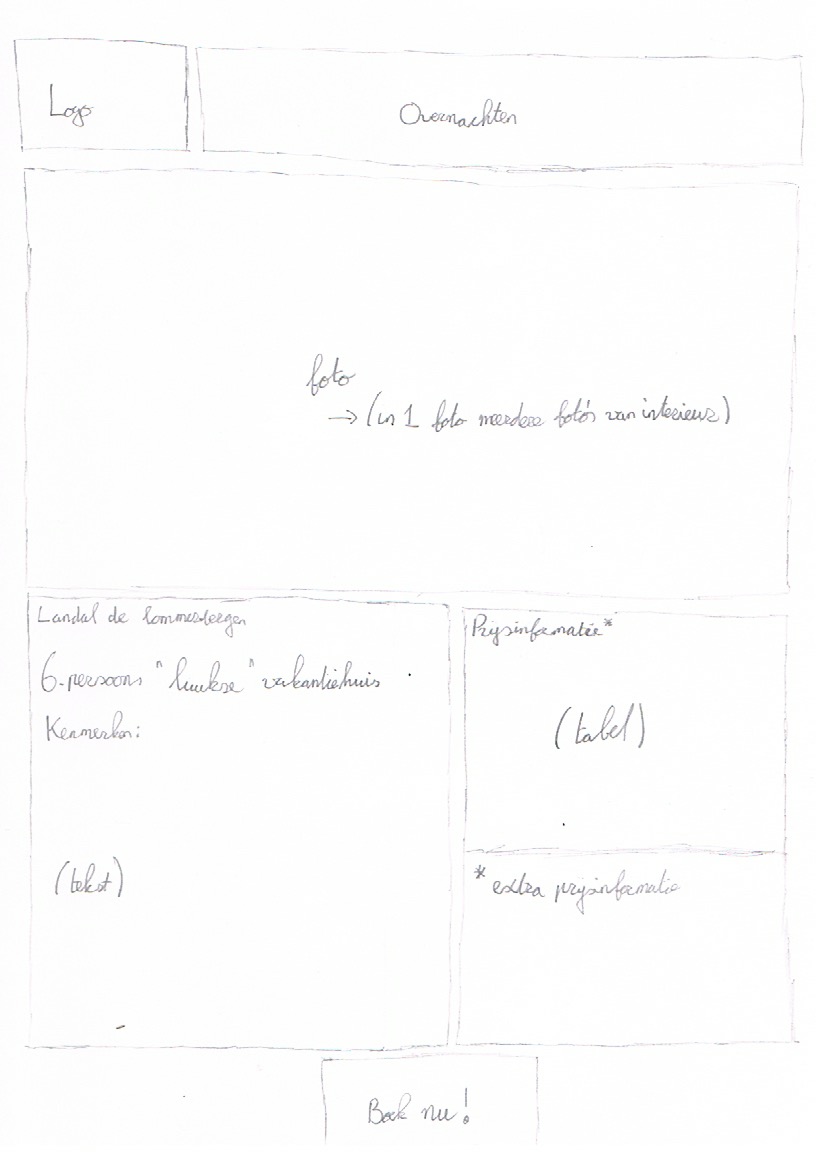 Logo
Overnachten
foto
→ (in 1 foto meerdere foto's van interieur)
Landal de Lommerbergen
6-persoons "luukse" vakantiehuis
Kenmerken:
(tekst)
Prijsinformatie*
(tabel)
* extra prijsinformatie
Boek nu!